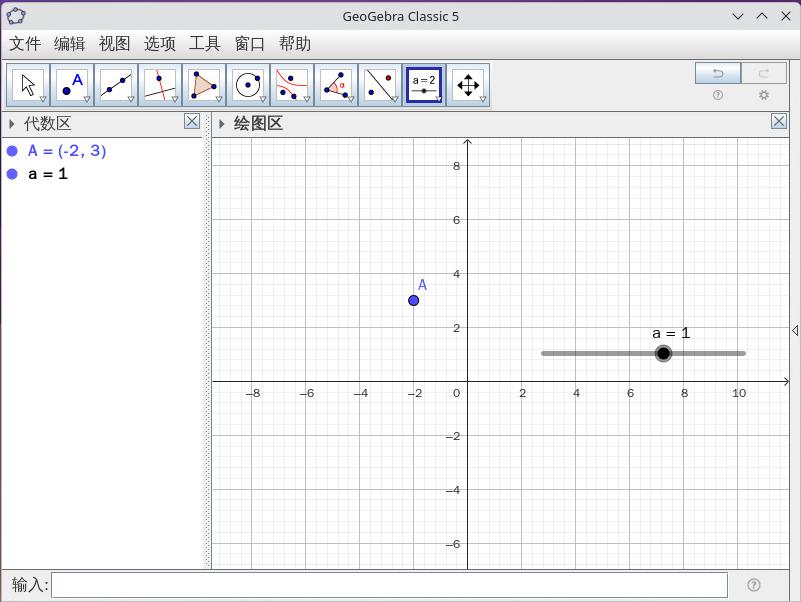 GeoGebra Classic 5
文件 编辑 视图 选项 工具 窗口 帮助
A α a = 2
代数区
绘图区
A = (-2, 3)
a = 1
8
6
4
A
2
a = 1
–8 –6 –4 –2 0 2 4 6 8 10
–2
–4
–6
输入: